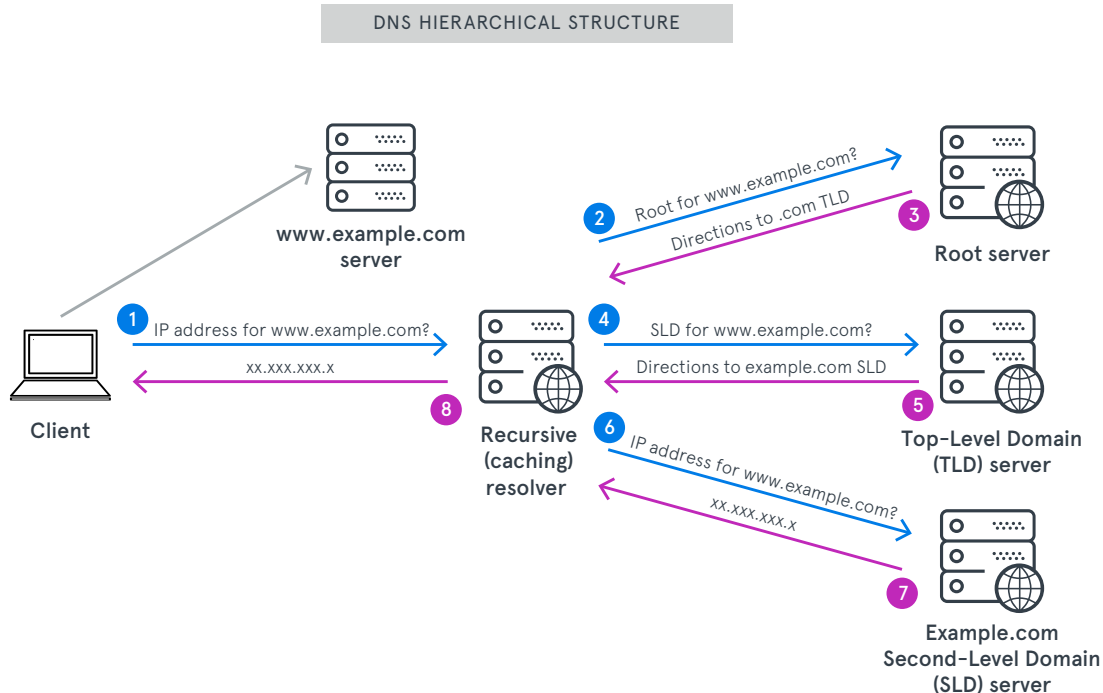 DNS HIERARCHICAL STRUCTURE
www.example.com
server
2
Root for www.example.com?
Directions to .com TLD
3
Root server
1
IP address for www.example.com?
xx.xxx.xxx.x
8
Client
Recursive
(caching)
resolver
4
SLD for www.example.com?
Directions to example.com SLD
5
Top-Level Domain
(TLD) server
6
IP address for www.example.com?
xx.xxx.xxx.x
7
Example.com
Second-Level Domain
(SLD) server